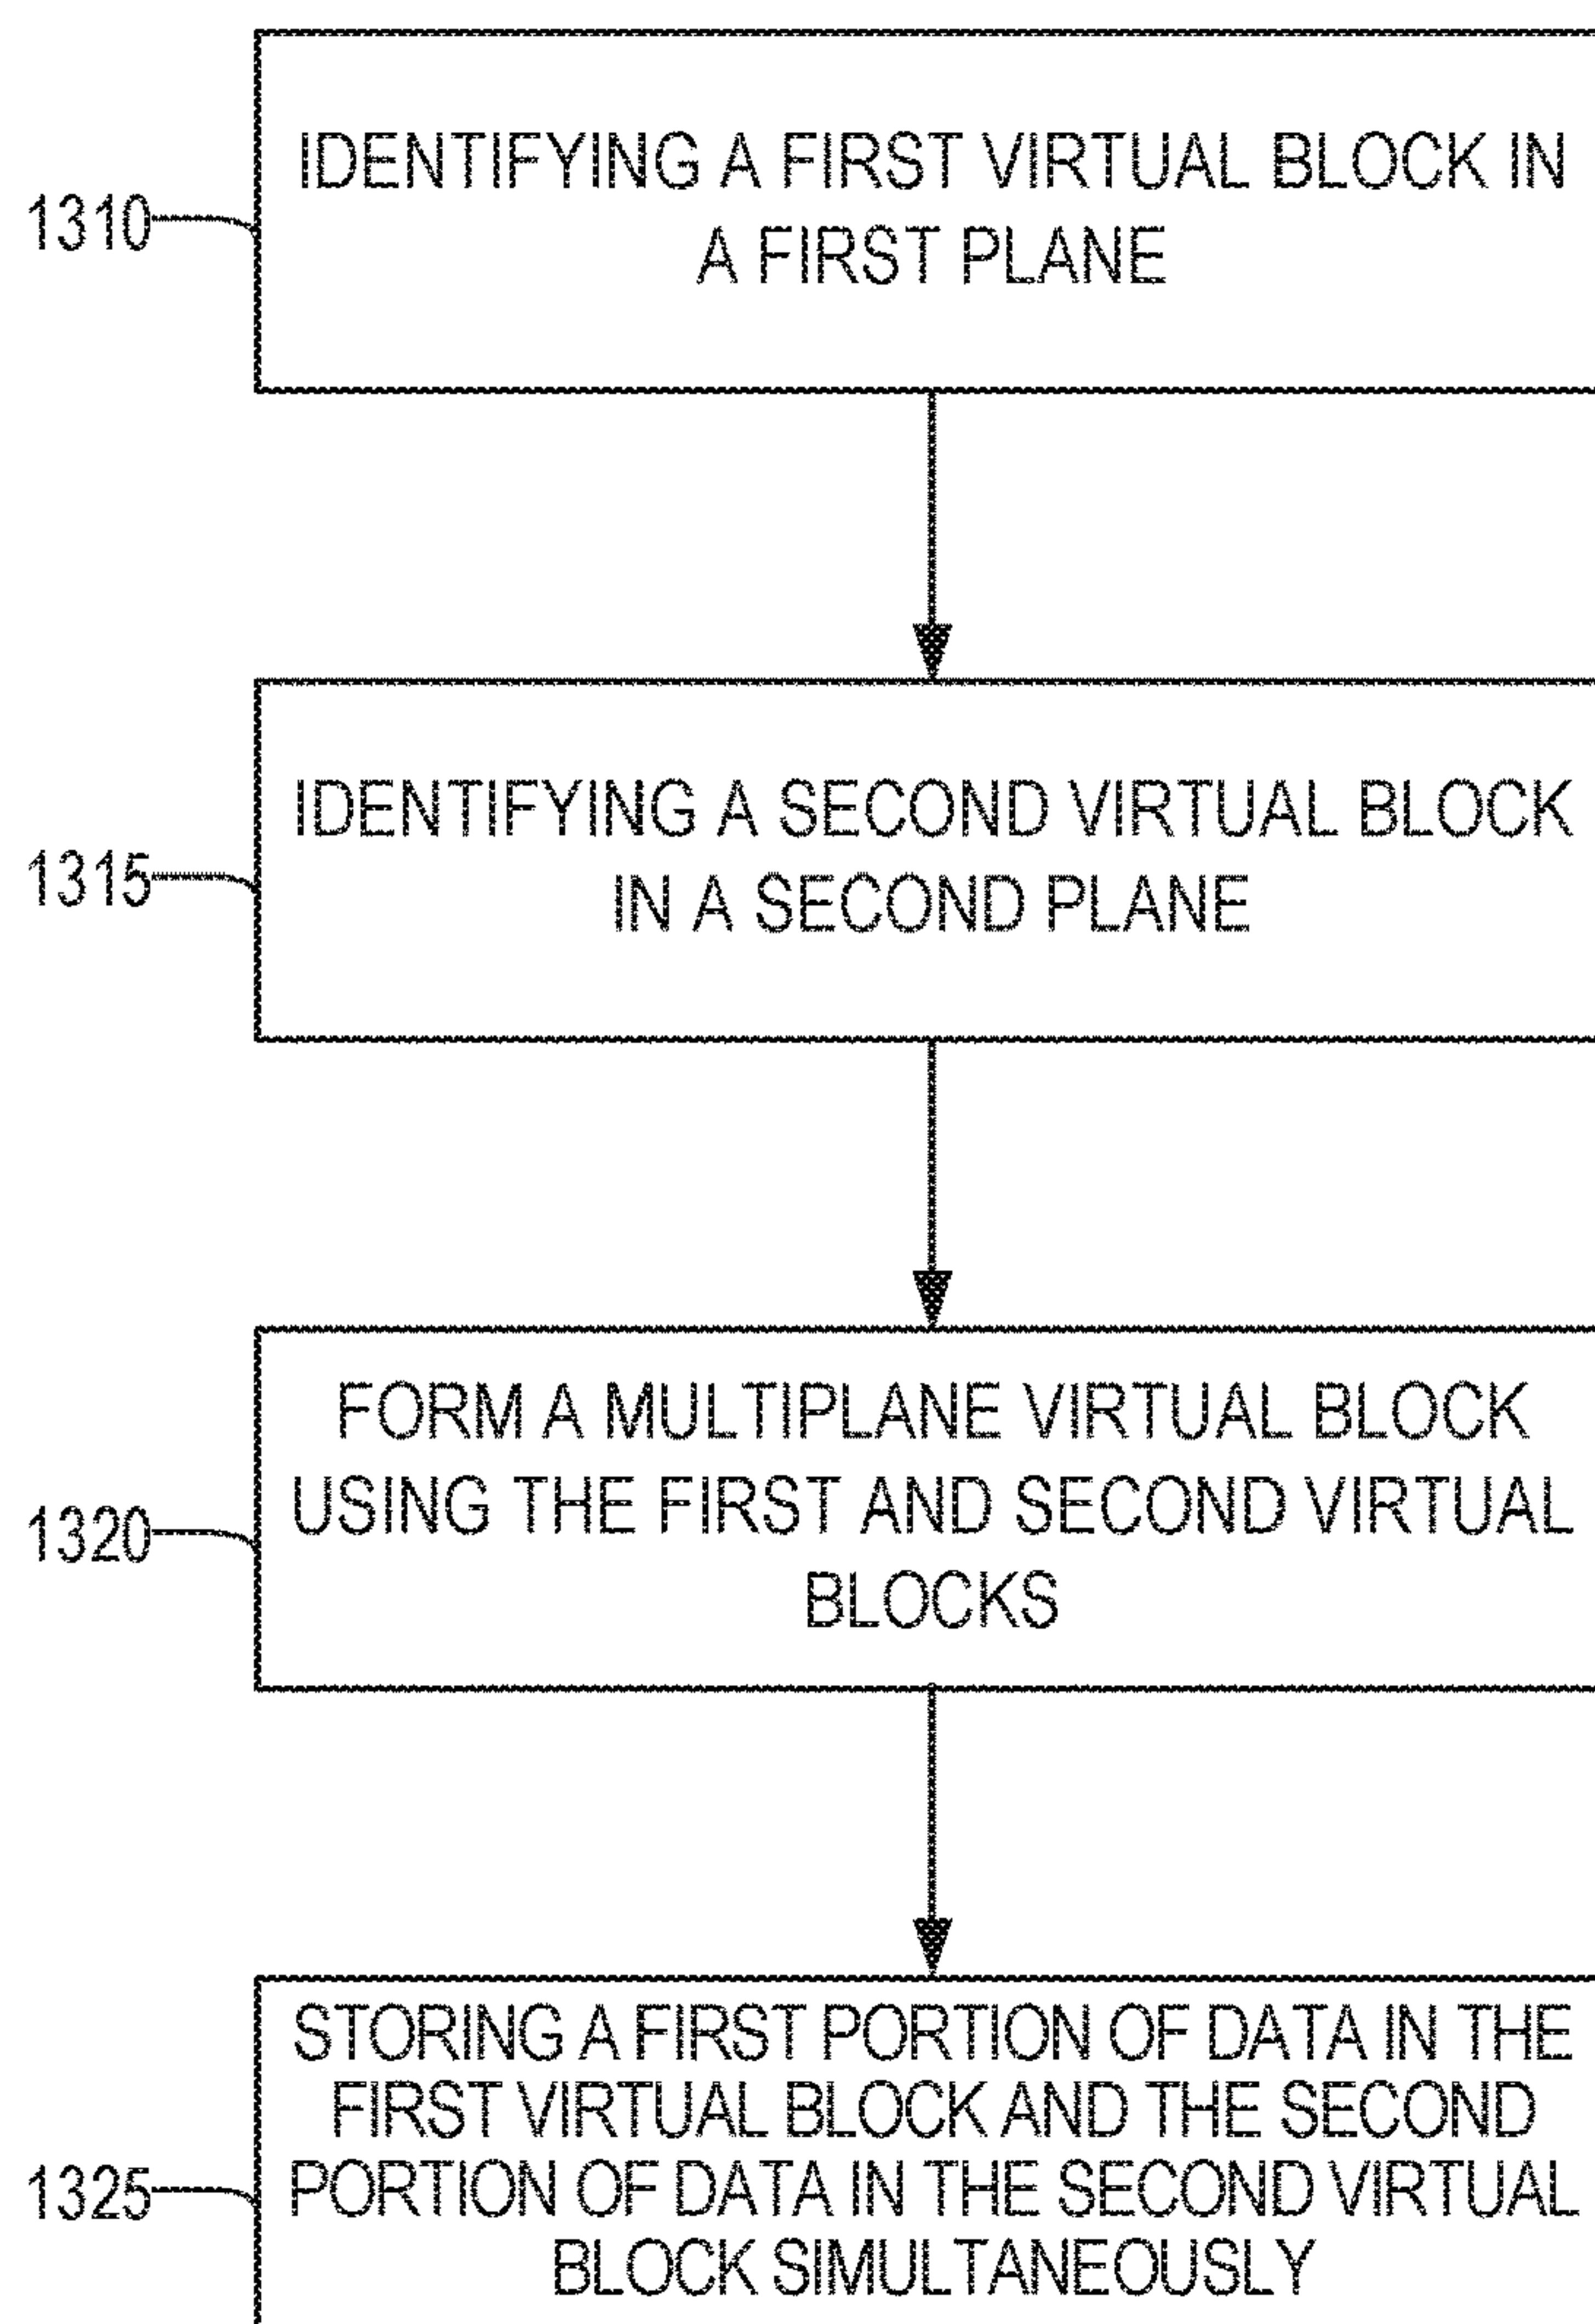 1310
IDENTIFYING A FIRST VIRTUAL BLOCK IN
A FIRST PLANE
1315
IDENTIFYING A SECOND VIRTUAL BLOCK
IN A SECOND PLANE
1320
FORM A MULTIPLANE VIRTUAL BLOCK
USING THE FIRST AND SECOND VIRTUAL
BLOCKS
1325
STORING A FIRST PORTION OF DATA IN THE
FIRST VIRTUAL BLOCK AND THE SECOND
PORTION OF DATA IN THE SECOND VIRTUAL
BLOCK SIMULTANEOUSLY